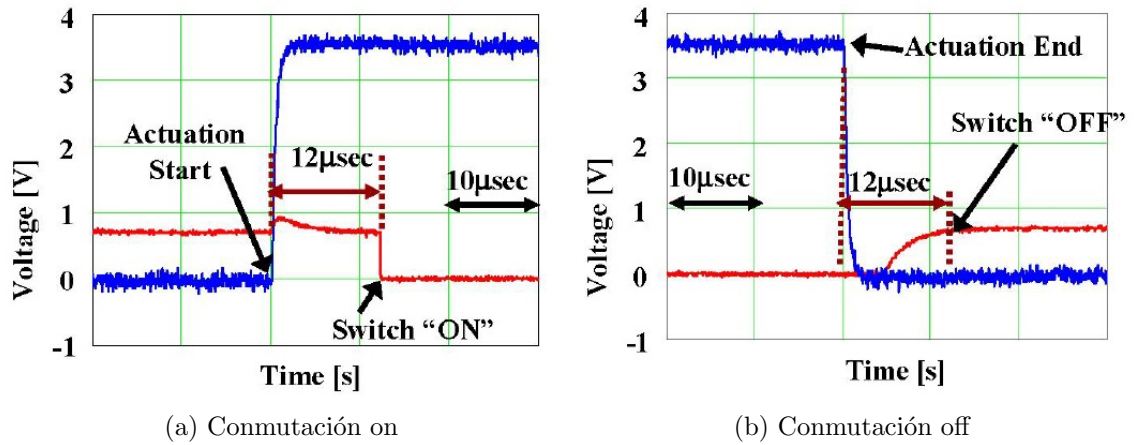 4
3
2
1
0
-1
Voltage [V]
Actuation
Start
12μsec
10μsec
Switch “ON”
Time [s]
(a) Conmutación on
4
3
2
1
0
-1
Voltage [V]
Actuation End
Switch “OFF”
10μsec
12μsec
Time [s]
(b) Conmutación off